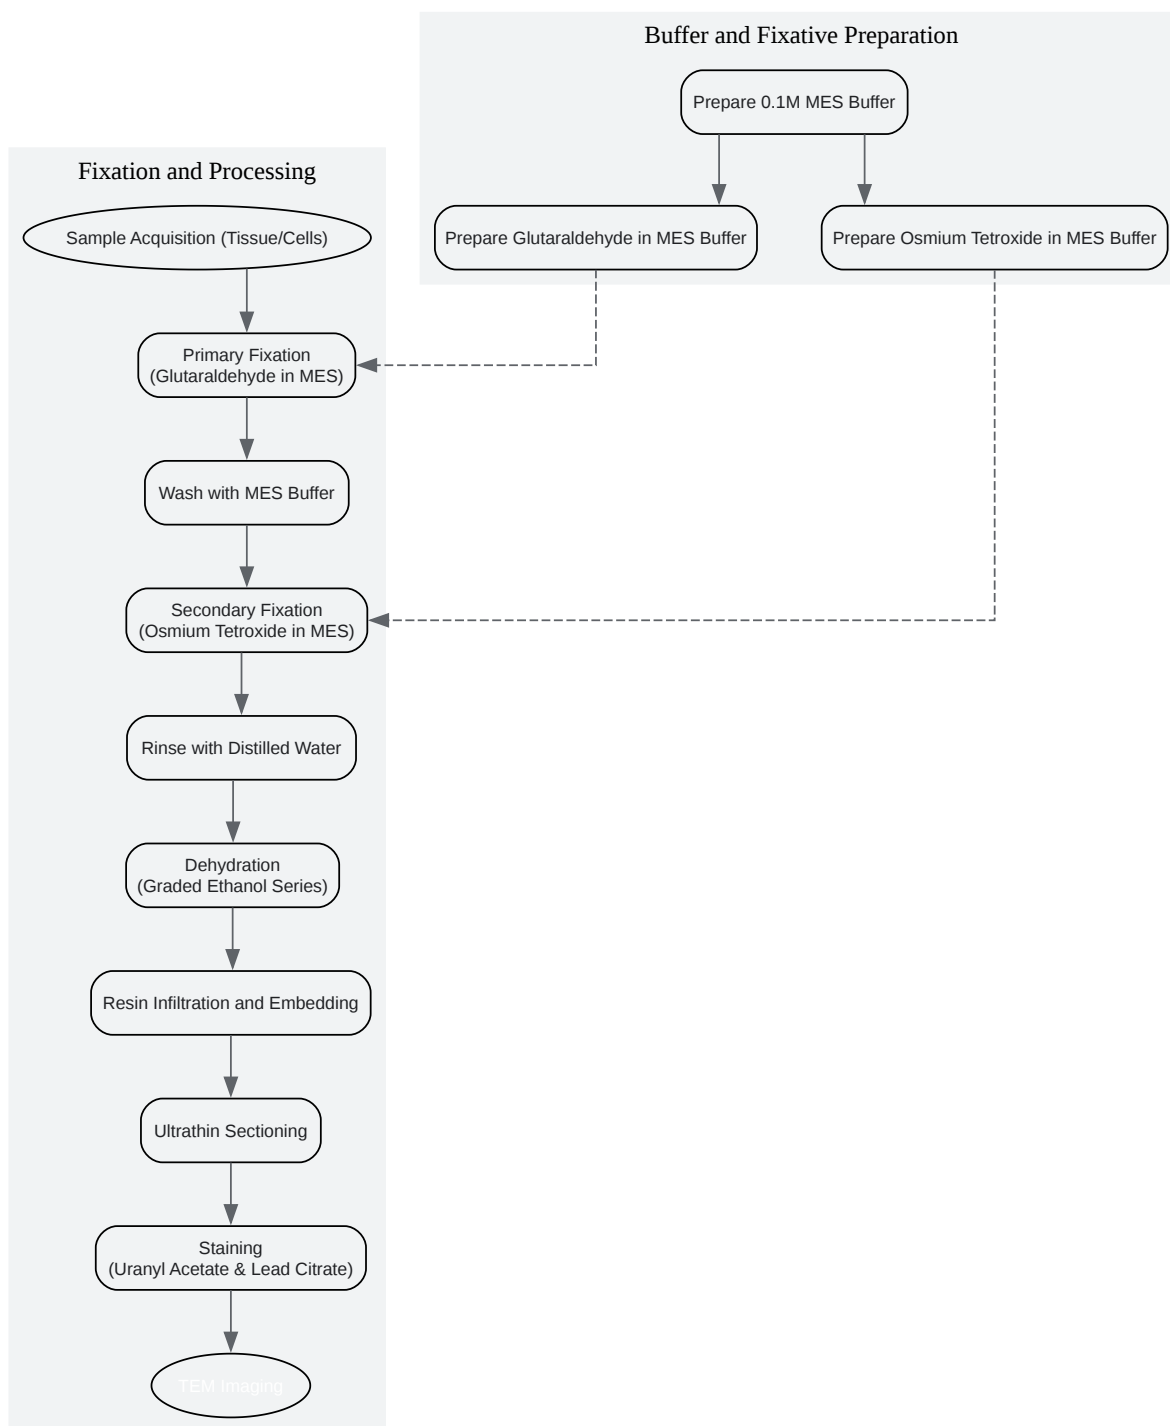 Buffer and Fixative Preparation
Prepare 0.1M MES Buffer
Prepare Glutaraldehyde in MES Buffer
Prepare Osmium Tetroxide in MES Buffer
Fixation and Processing
Sample Acquisition (Tissue/Cells)
Primary Fixation
(Glutaraldehyde in MES)
Wash with MES Buffer
Secondary Fixation
(Osmium Tetroxide in MES)
Rinse with Distilled Water
Dehydration
(Graded Ethanol Series)
Resin Infiltration and Embedding
Ultrathin Sectioning
Staining
(Uranyl Acetate & Lead Citrate)
TEM Imaging